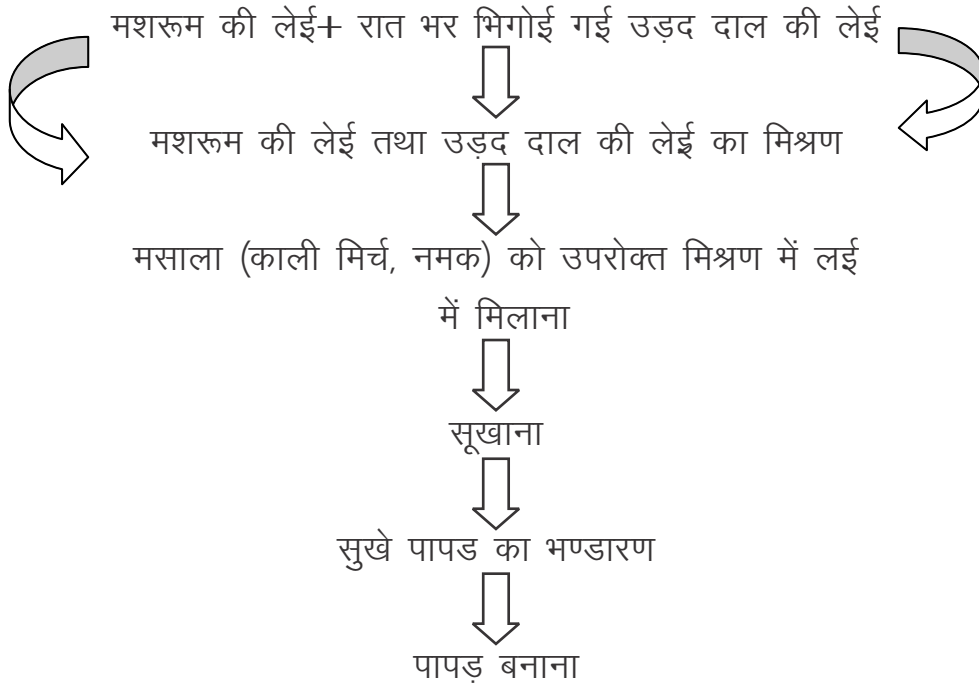 मशरूम की लेई+ रात भर भिगोई गई उड़द दाल की लेई
मशरूम की लेई तथा उड़द दाल की लेई का मिश्रण
मसाला (काली मिर्च, नमक) को उपरोक्त मिश्रण में लई
में मिलाना
सूखाना
सुखे पापड का भण्डारण
पापड़ बनाना